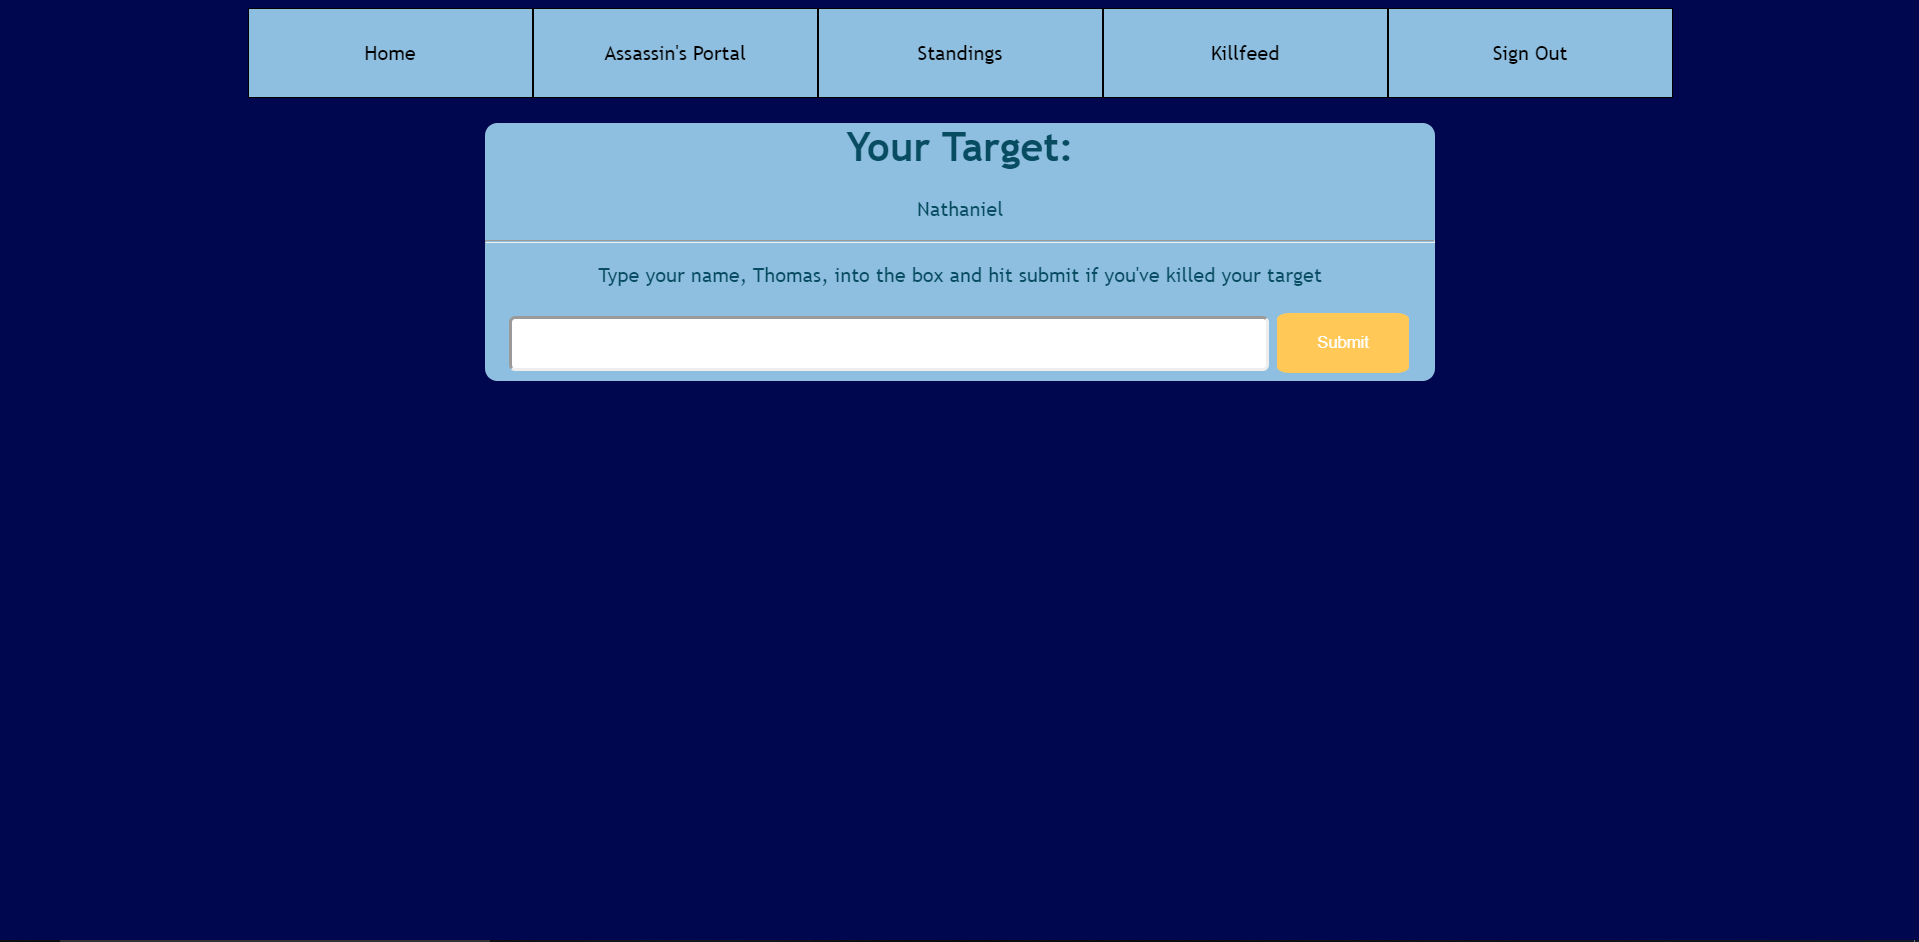 Home Assassin's Portal Standings Killfeed Sign Out
Your Target:
Nathaniel
Type your name, Thomas, into the box and hit submit if you've killed your target
Submit